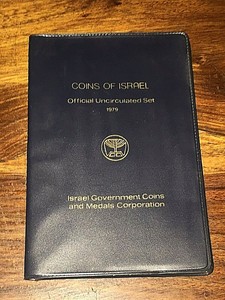 COINS OF ISRAEL
Official Uncirculated Set
1979
Israel Government Coins
and Medals Corporation